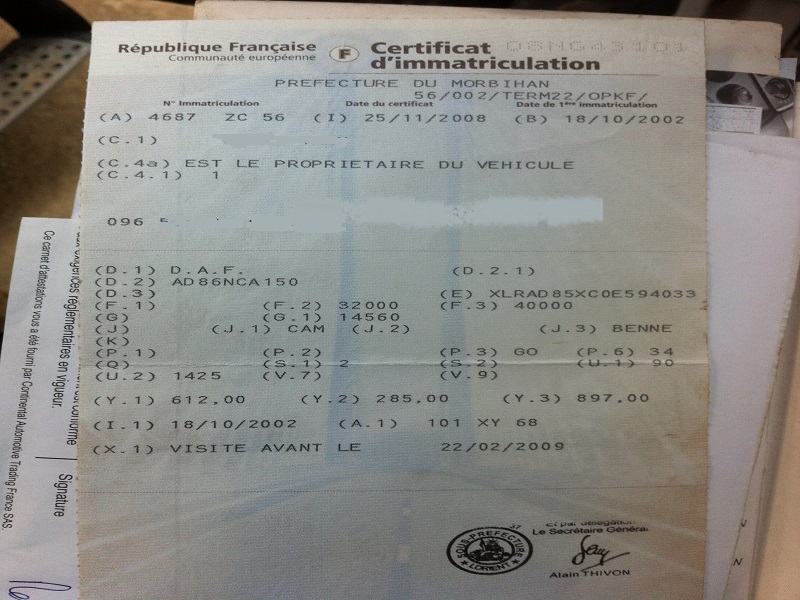 République Française
Communauté européenne
F
Certificat
d'immatriculation
08NG43101
PREFECTURE DU MORBIHAN
56/002/TERM22/OPKF/
N° Immatriculation Date du certificat Date de 1ère immatriculation
(A) 4687 ZC 56 (I) 25/11/2008 (B) 18/10/2002
(C.1)
(C.4a) EST LE PROPRIETAIRE DU VEHICULE
(C.4.1) 1
096
(D.1) D.A.F. (D.2.1)
(D.2) AD86NCA150
(D.3) (E) XLRAD85XC0E594033
(F.1) (F.2) 32000 (F.3) 40000
(G) (G.1) 14560
(J) (J.1) CAM (J.2) (J.3) BENNE
(K)
(P.1) (P.2) (P.3) GO (P.6) 34
(Q) (S.1) 2 (S.2) (U.1) 90
(U.2) 1425 (V.7) (V.9)
(Y.1) 612,00 (Y.2) 285,00 (Y.3) 897,00
(I.1) 18/10/2002 (A.1) 101 XY 68
(X.1) VISITE AVANT LE 22/02/2009
et par délégation
Le Secrétaire Général
SOUS-PREFECTURE
LORIENT
Alain THIVON
réglementaires en vigueur.
Signature
Ce carnet d'attestations vous a été fourni par Continental Automotive Trading France SAS.